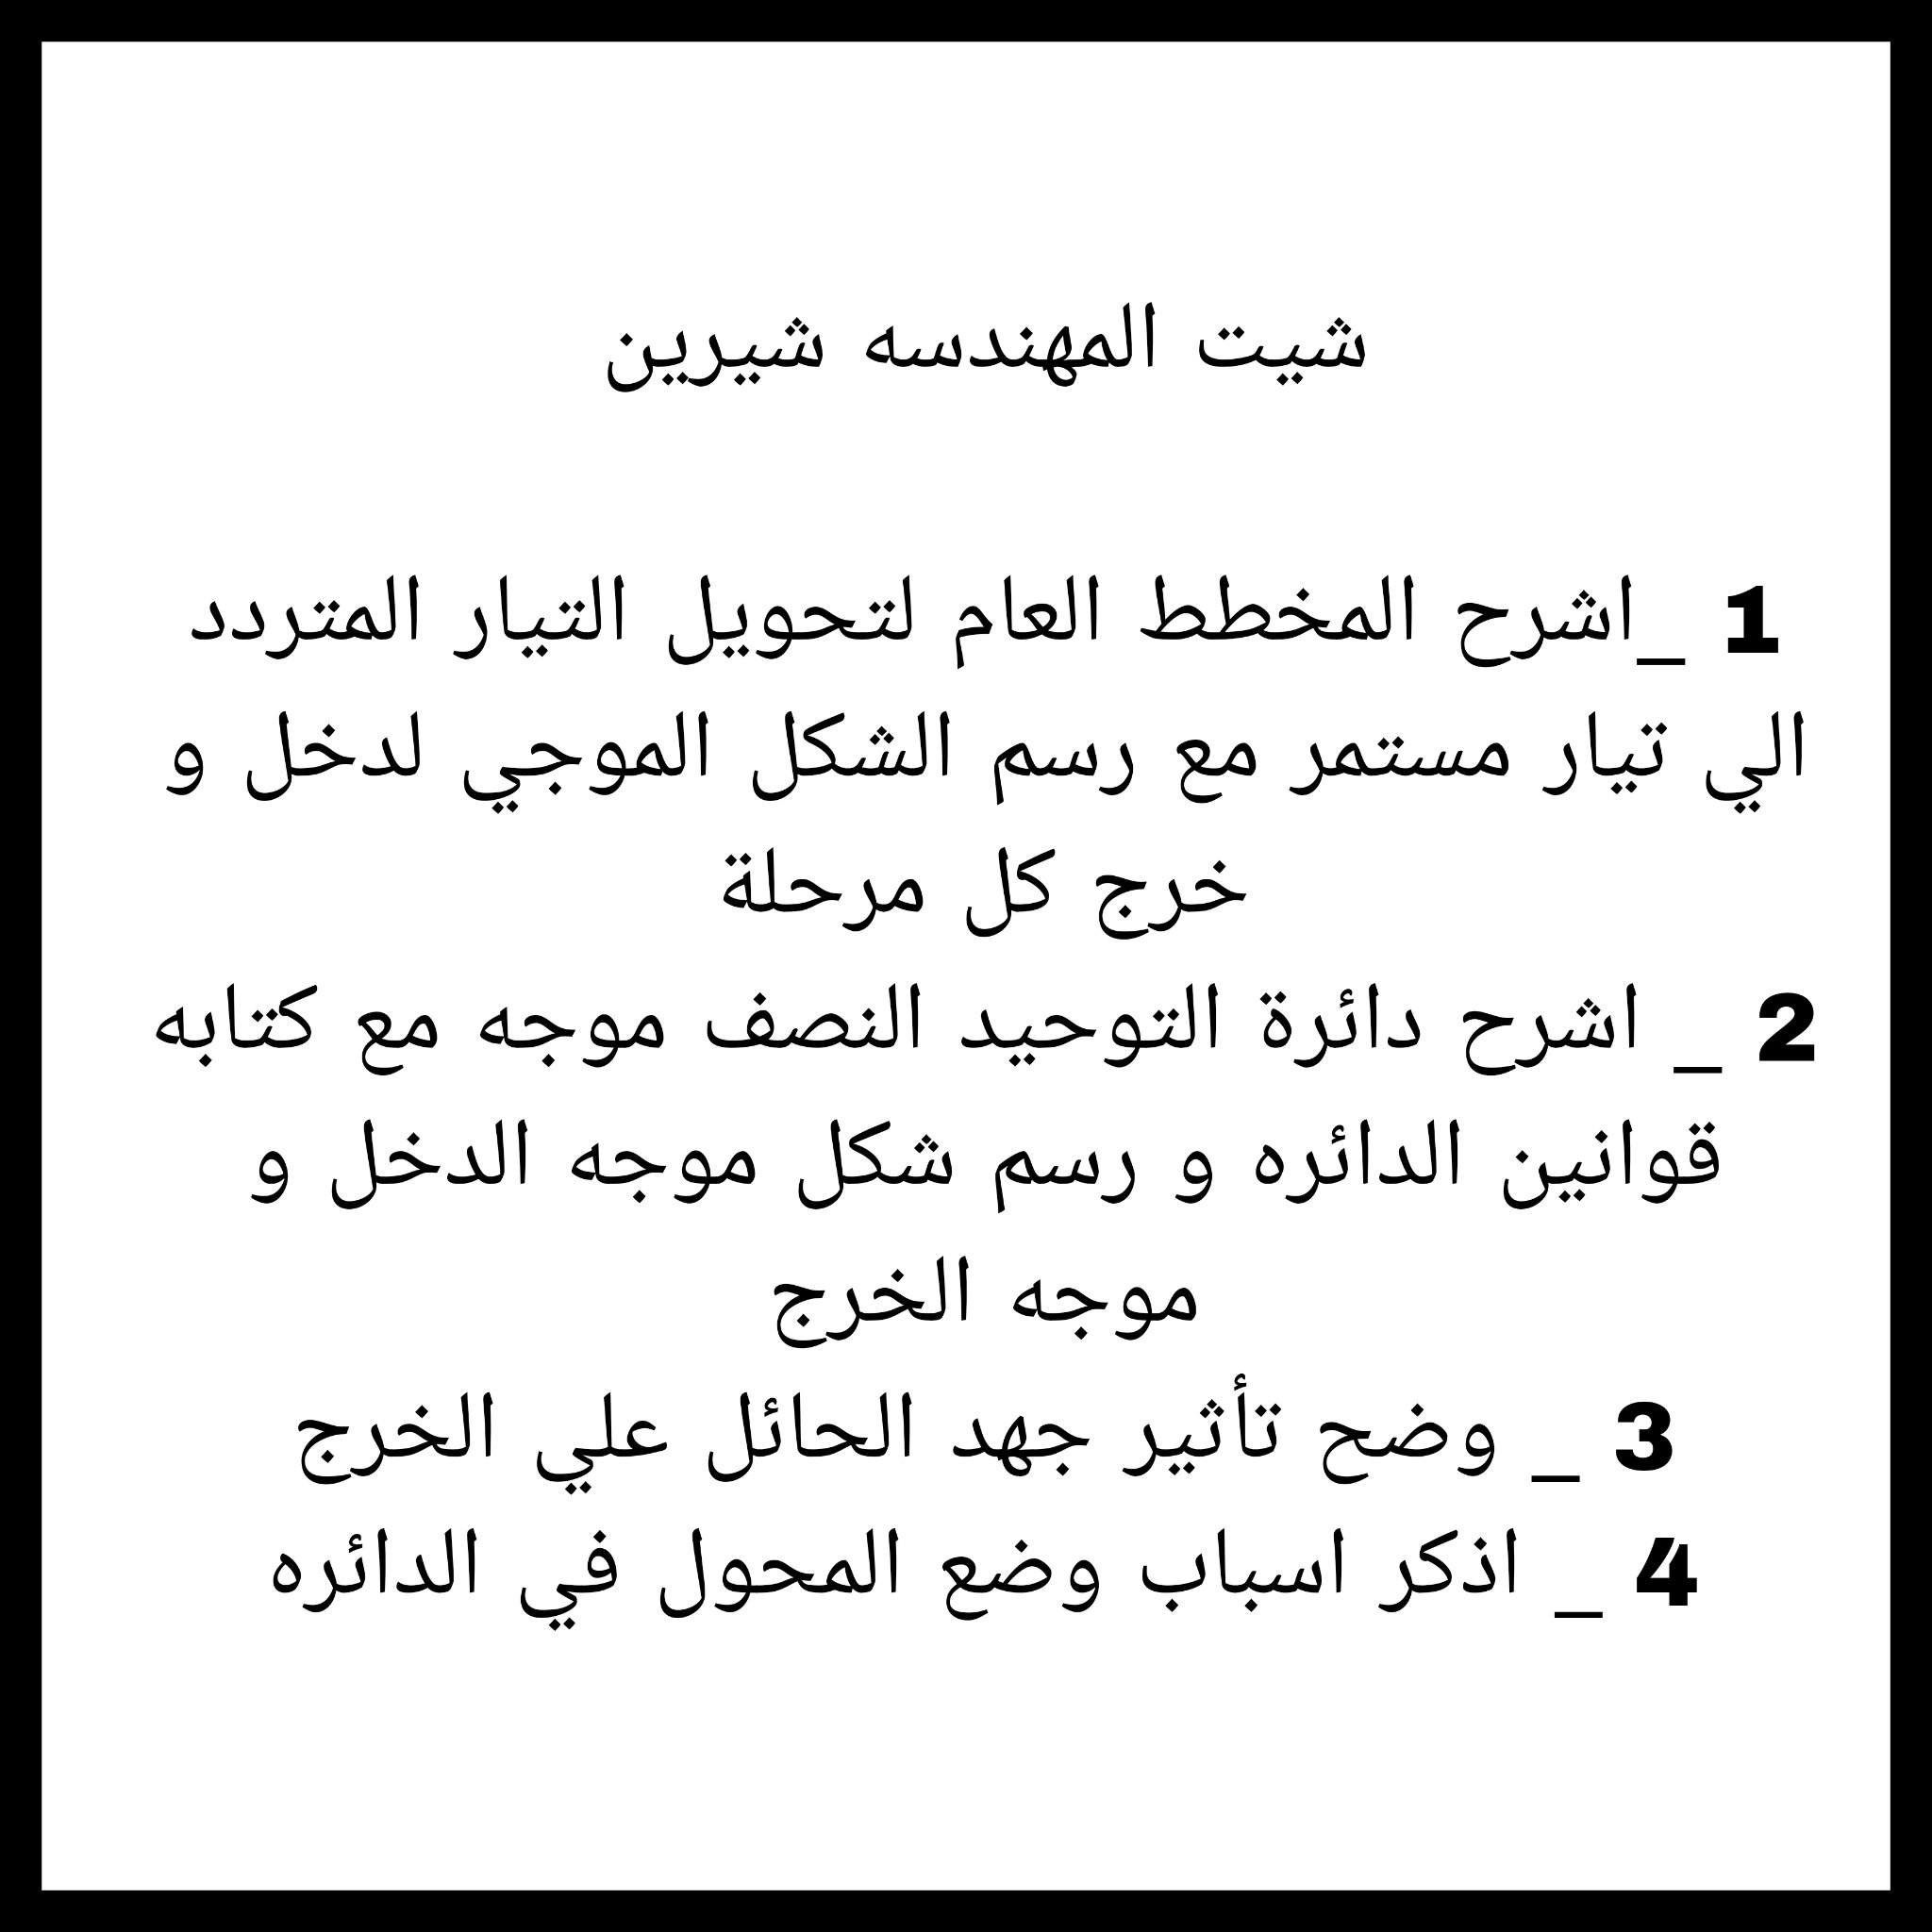 شيت المهندسه شيرين
1 _اشرح المخطط العام لتحويل التيار المتردد
الي تيار مستمر مع رسم الشكل الموجي لدخل و
خرج كل مرحلة
2 _ اشرح دائرة التوحيد النصف موجه مع كتابه
قوانين الدائره و رسم شكل موجه الدخل و
موجه الخرج
3 _ وضح تأثير جهد الحائل علي الخرج
4 _ اذكر اسباب وضع المحول في الدائره